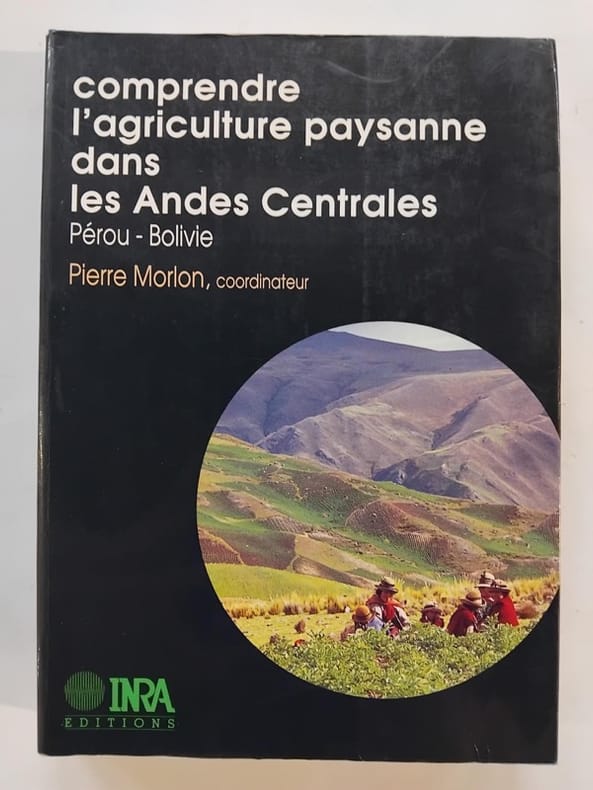 comprendre
l'agriculture paysanne
dans
les Andes Centrales
Pérou - Bolivie
Pierre Morlon, coordinateur
INRA
EDITIONS